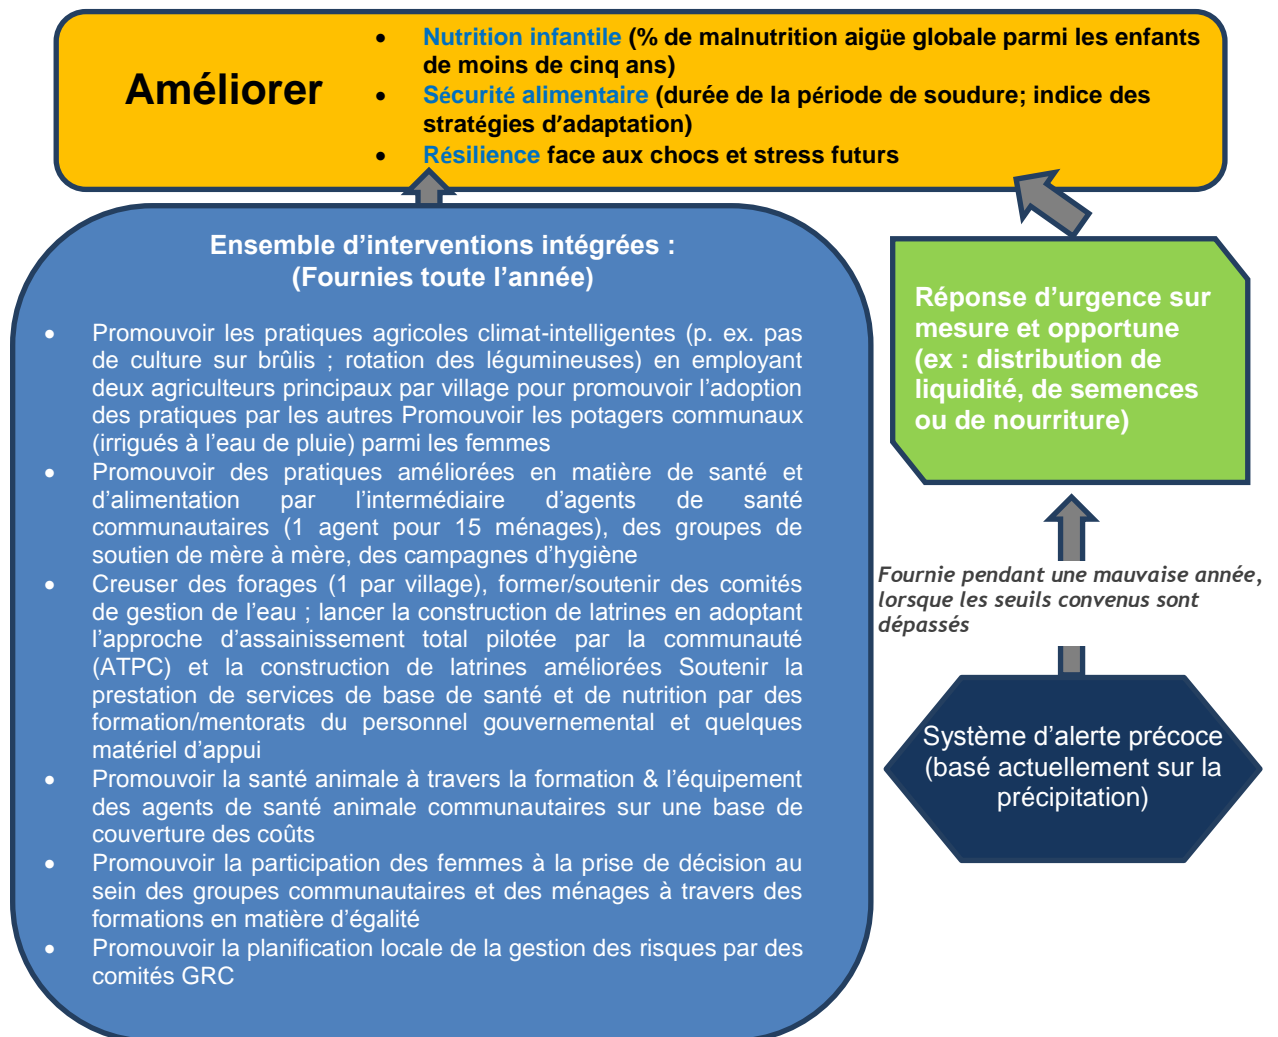 Améliorer
• Nutrition infantile (% de malnutrition aigüe globale parmi les enfants
de moins de cinq ans)
• Sécurité alimentaire (durée de la période de soudure; indice des
stratégies d’adaptation)
• Résilience face aux chocs et stress futurs
Ensemble d’interventions intégrées :
(Fournies toute l’année)
• Promouvoir les pratiques agricoles climat-intelligentes (p. ex. pas
de culture sur brûlis ; rotation des légumineuses) en employant
deux agriculteurs principaux par village pour promouvoir l’adoption
des pratiques par les autres Promouvoir les potagers communaux
(irrigués à l’eau de pluie) parmi les femmes
• Promouvoir des pratiques améliorées en matière de santé et
d’alimentation par l’intermédiaire d’agents de santé
communautaires (1 agent pour 15 ménages), des groupes de
soutien de mère à mère, des campagnes d’hygiène
• Creuser des forages (1 par village), former/soutenir des comités
de gestion de l’eau ; lancer la construction de latrines en adoptant
l’approche d’assainissement total pilotée par la communauté
(ATPC) et la construction de latrines améliorées Soutenir la
prestation de services de base de santé et de nutrition par des
formation/mentorats du personnel gouvernemental et quelques
matériel d’appui
• Promouvoir la santé animale à travers la formation & l’équipement
des agents de santé animale communautaires sur une base de
couverture des coûts
• Promouvoir la participation des femmes à la prise de décision au
sein des groupes communautaires et des ménages à travers des
formations en matière d’égalité
• Promouvoir la planification locale de la gestion des risques par des
comités GRC
Réponse d’urgence sur
mesure et opportune
(ex : distribution de
liquidité, de semences
ou de nourriture)
Fournie pendant une mauvaise année,
lorsque les seuils convenus sont
dépassés
Système d’alerte précoce
(basé actuellement sur la
précipitation)